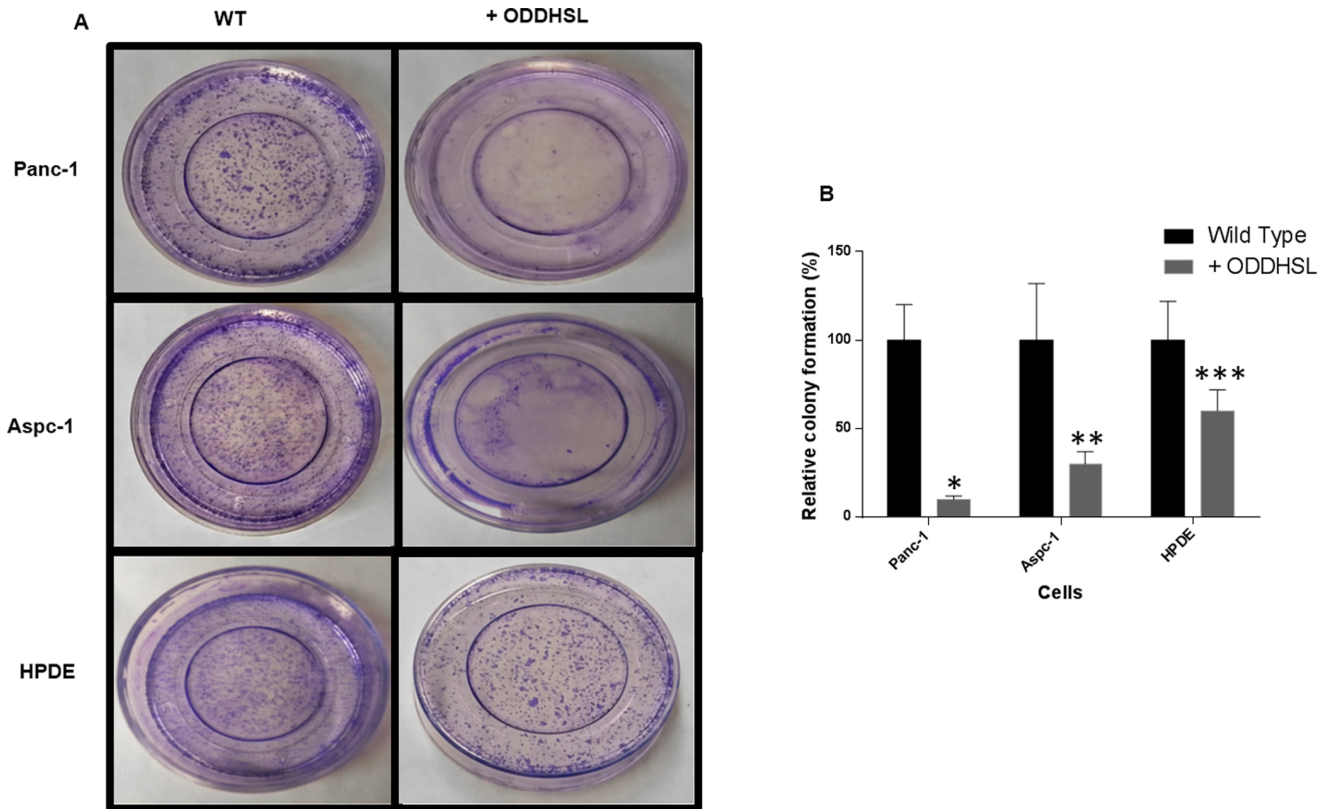 A
WT
+ ODDHSL
Panc-1
Aspc-1
HPDE
B
Wild Type
+ ODDHSL
Relative colony formation (%)
150
100
50
0
*
**
***
Panc-1
Aspc-1
HPDE
Cells